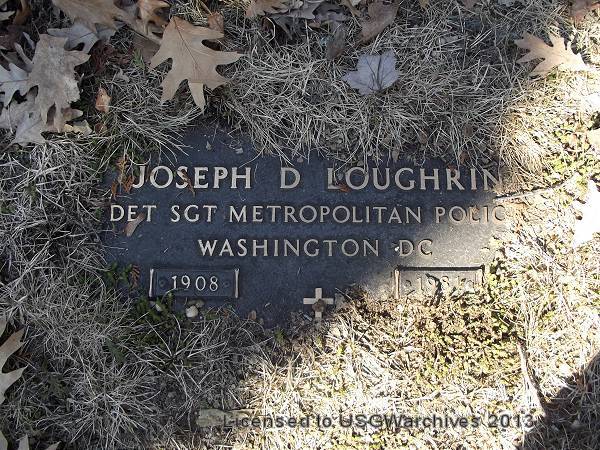 JOSEPH D LOUGHRIN
DET SGT METROPOLITAN POLIC
WASHINGTON DC
1908
Licensed to USGWarchives 2013